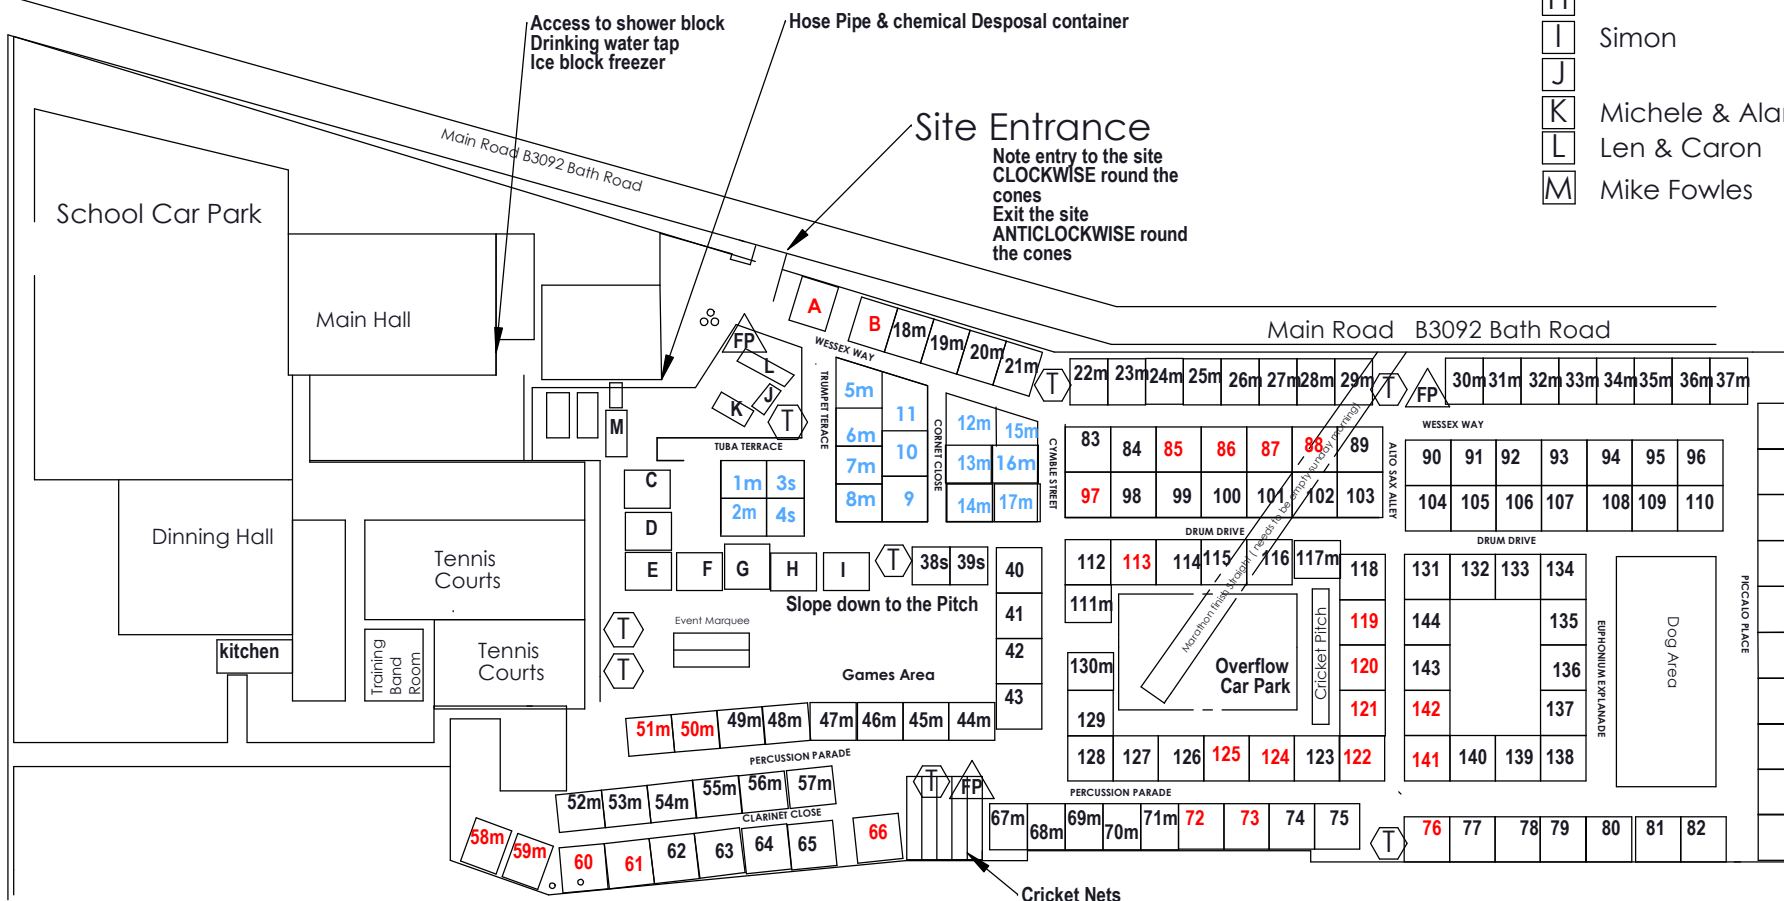 Access to shower block
Drinking water tap
Ice block freezer
Hose Pipe & chemical Desposal container
H
I Simon
J
K Michele & Alan
L Len & Caron
M Mike Fowles
Site Entrance
Note entry to the site
CLOCKWISE round the
cones
Exit the site
ANTICLOCKWISE round
the cones
Main Road B3092 Bath Road
School Car Park
Main Hall
Main Road B3092 Bath Road
A
B 18m 19m 20m 21m
WESSEX WAY
FP
L
J
K
T
M
T
22m 23m 24m 25m 26m 27m 28m 29m
T
FP
30m 31m 32m 33m 34m 35m 36m 37m
WESSEX WAY
TUBA TERRACE
TRUMPET TERACE
CORNET CLOSE
CYMBLE STREET
ALTO SAX ALLEY
5m 11
6m 10
7m
8m 9
12m 15m
13m 16m
14m 17m
1m 3s
2m 4s
83 84 85 86 87 88 89
97 98 99 100 101 102 103
90 91 92 93 94 95 96
104 105 106 107 108 109 110
DRUM DRIVE
DRUM DRIVE
Marathon finish straight ( needs to be empty sunday morning)
C
D
E F G H I
T
38s 39s
40
41
42
43
Slope down to the Pitch
Dinning Hall
Tennis
Courts
Tennis
Courts
Training
Band
Room
kitchen
T
T
Event Marquee
Games Area
112 113 114 115 116 117m
111m
118
119
120
121
130m
129
Overflow
Car Park
Cricket Pitch
128 127 126 125 124 123 122
131 132 133 134
144 135
143 136
142 137
141 140 139 138
EUPHONIUM EXPLANADE
Dog Area
PICCALO PLACE
51m 50m 49m 48m 47m 46m 45m 44m
PERCUSSION PARADE
52m 53m 54m 55m 56m 57m
CLARINET CLOSE
58m 59m 60 61 62 63 64 65 66
T
FP
PERCUSSION PARADE
67m 68m 69m 70m 71m 72 73 74 75
T
76 77 78 79 80 81 82
Cricket Nets